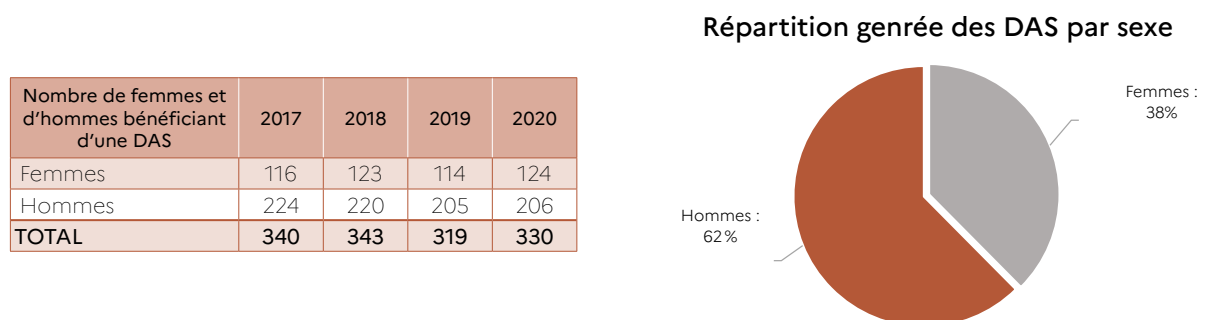 Répartition genrée des DAS par sexe
Nombre de femmes et
d'hommes bénéficiant
d'une DAS
2017 2018 2019 2020
Femmes 116 123 114 124
Hommes 224 220 205 206
TOTAL 340 343 319 330
Femmes :
38%
Hommes :
62%